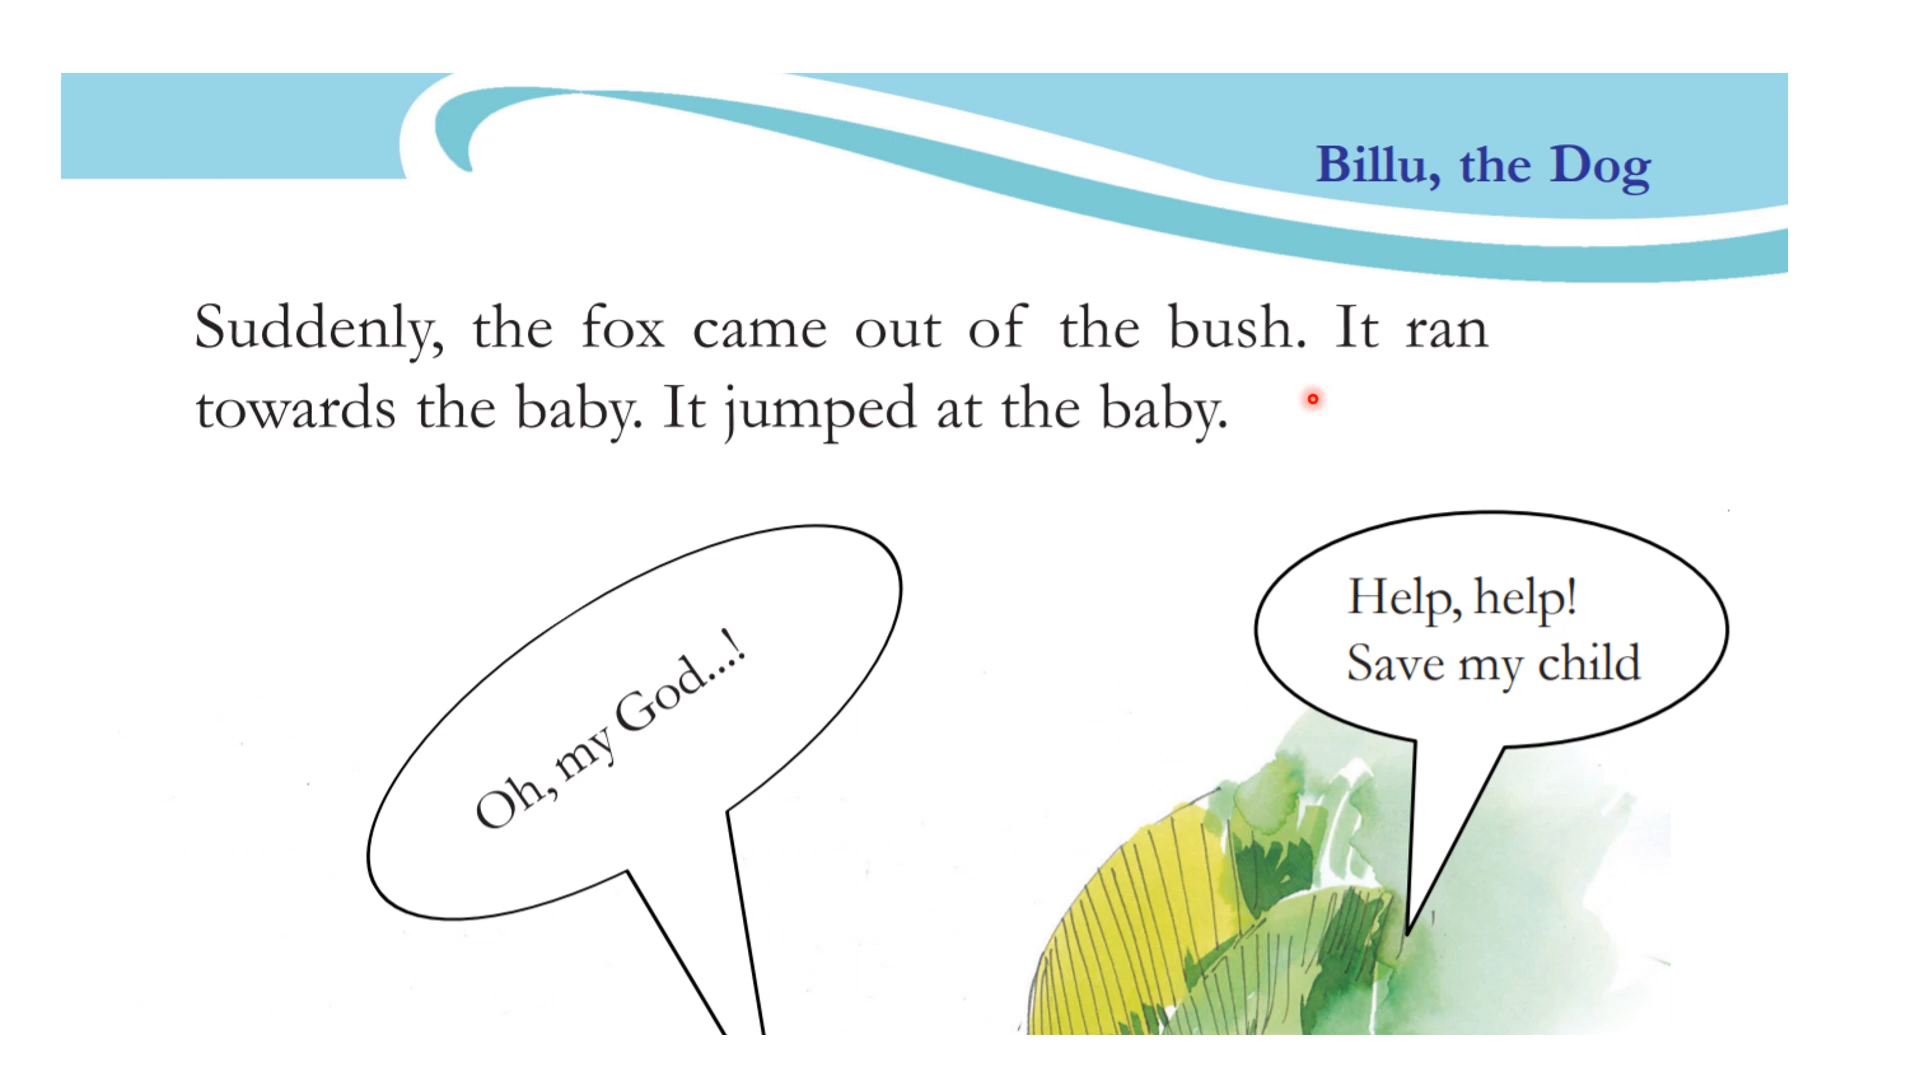 Billu, the Dog
Suddenly, the fox came out of the bush. It ran
towards the baby. It jumped at the baby.
Oh, my God...!
Help, help!
Save my child